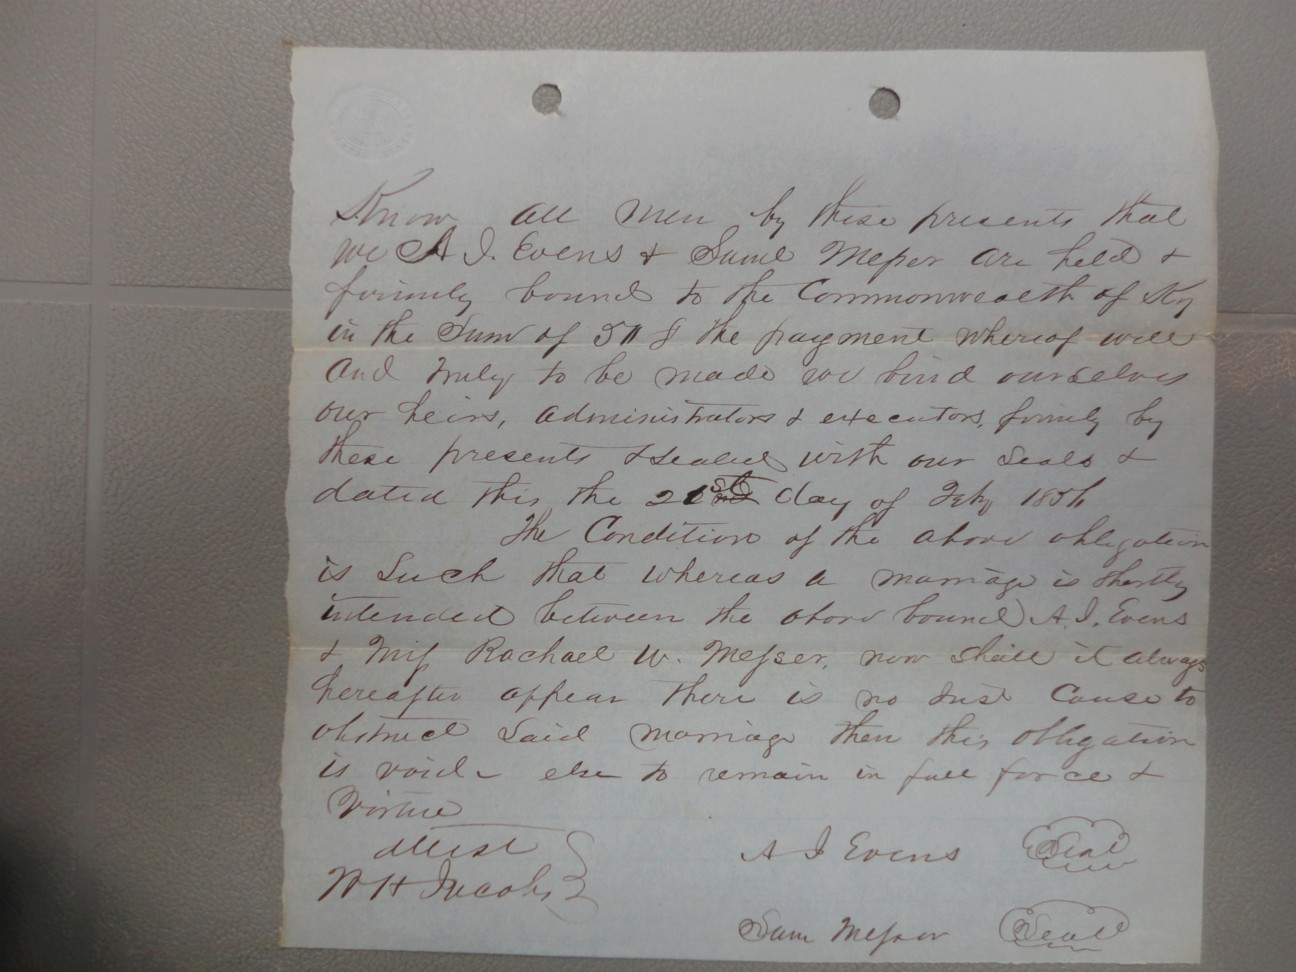 Know all men by these presents that
we A J. Evens & Saml Messer are held &
firmly bound to the Commonwealth of Ky
in the Sum of 50 $ the payment whereof well
and truly to be made we bind ourselves
our heirs, administrators & executors, firmly by
these presents & sealed with our seals &
dated this the 21st day of Feby 1856
The Condition of the above obligation
is Such that whereas a marriage is shortly
intended between the above bound A. J. Evens
& Miss Rachael W. Messer, now shall it always
hereafter appear there is no Just Cause to
obstruct Said marriage then this obligation
is void else to remain in full force &
Virtue
Attest
A J Evens Seal
W H Jacobs
Sam Messer Seal